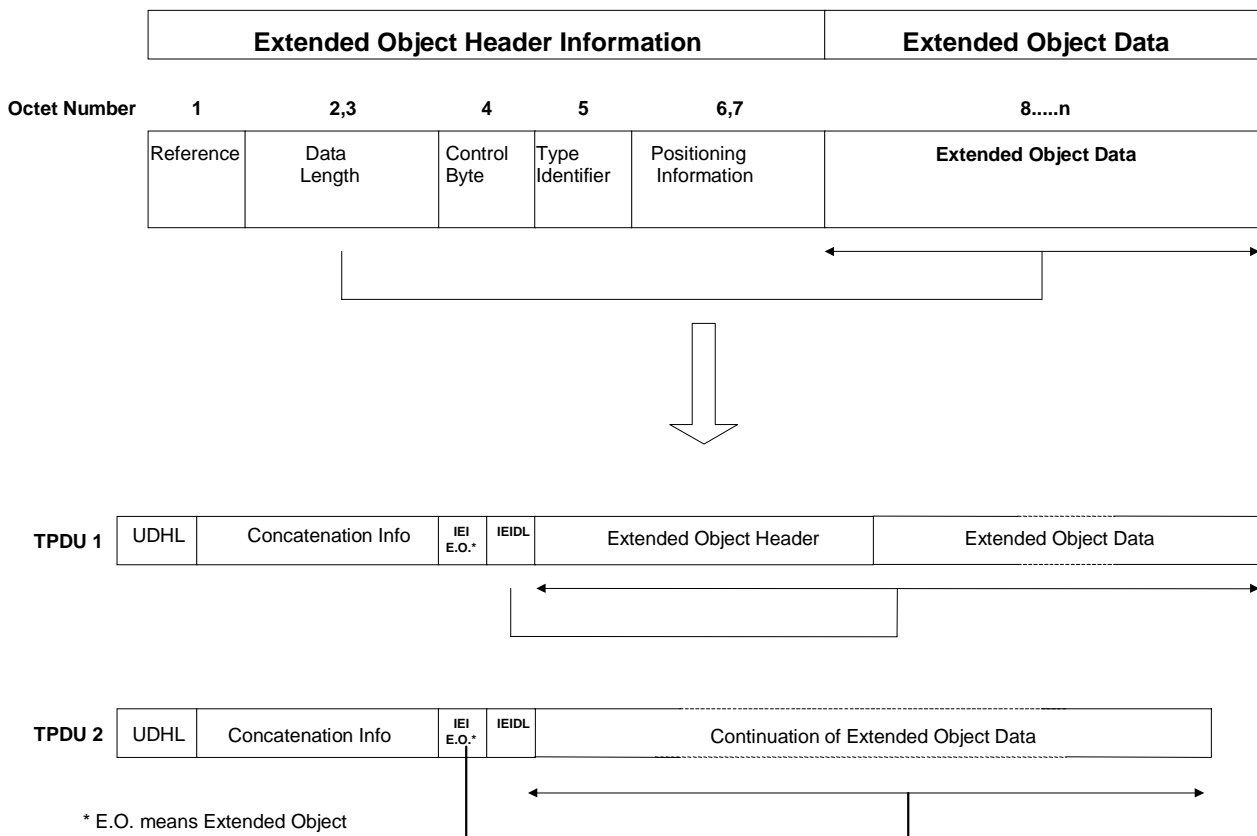 Extended Object Header Information Extended Object Data
Octet Number 1 2,3 4 5 6,7 8.....n
Reference Data Control Type Positioning Extended Object Data
Length Byte Identifier Information
TPDU 1 UDHL Concatenation Info IEI IEIDL Extended Object Header Extended Object Data
E.O.*
TPDU 2 UDHL Concatenation Info IEI IEIDL Continuation of Extended Object Data
E.O.*
* E.O. means Extended Object